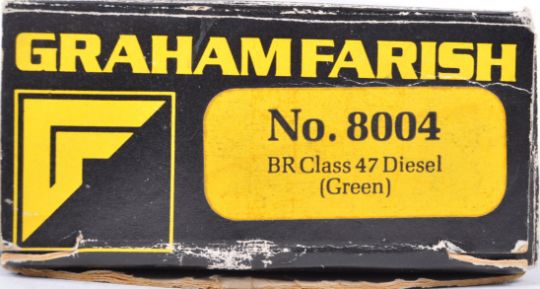 GRAHAM FARISH
No. 8004
BR Class 47 Diesel
(Green)